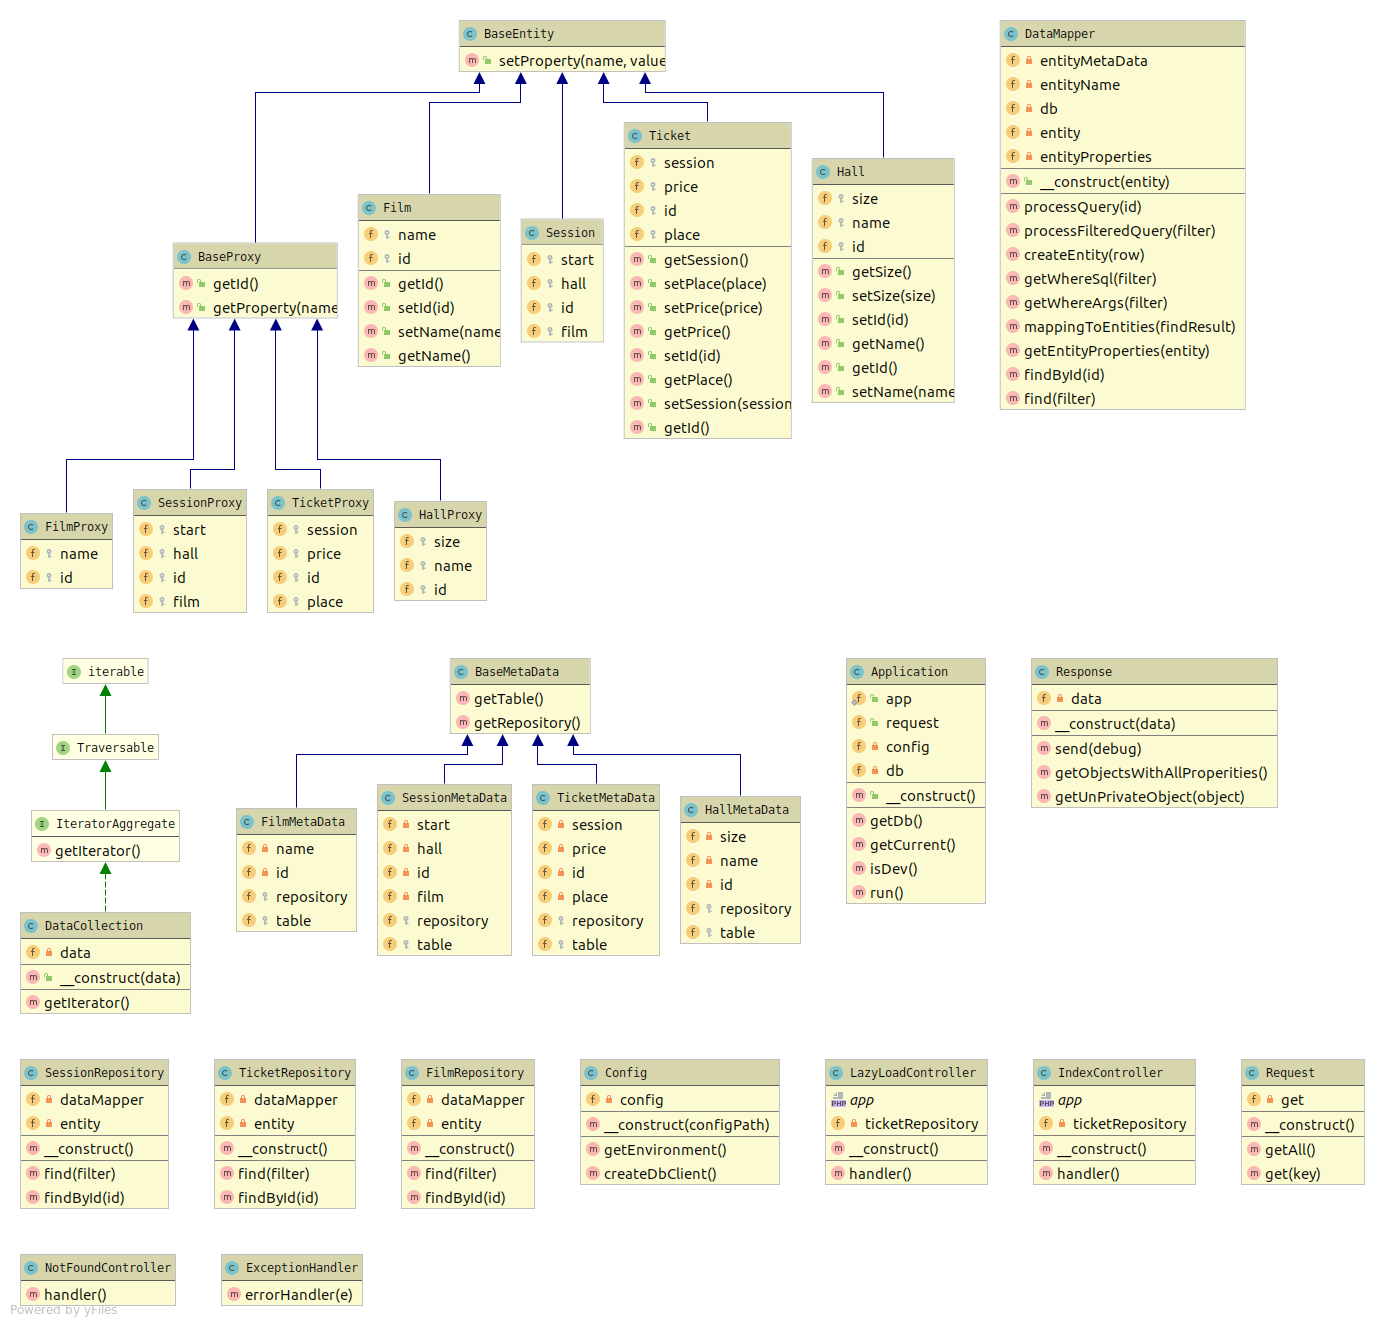 BaseEntity
setProperty(name, value
DataMapper
entityMetaData
entityName
db
entity
entityProperties
__construct(entity)
processQuery(id)
processFilteredQuery(filter)
createEntity(row)
getWhereSql(filter)
getWhereArgs(filter)
mappingToEntities(findResult)
getEntityProperties(entity)
findById(id)
find(filter)
Ticket
session
price
id
place
getSession()
setPlace(place)
setPrice(price)
getPrice()
setId(id)
getPlace()
setSession(session
getId()
Hall
size
name
id
getSize()
setSize(size)
setId(id)
getName()
getId()
setName(name
Film
name
id
getId()
setId(id)
setName(name
getName()
Session
start
hall
id
film
BaseProxy
getId()
getProperty(name
FilmProxy
name
id
SessionProxy
start
hall
id
film
TicketProxy
session
price
id
place
HallProxy
size
name
id
iterable
Traversable
IteratorAggregate
getIterator()
DataCollection
data
__construct(data)
getIterator()
BaseMetaData
getTable()
getRepository()
FilmMetaData
name
id
repository
table
SessionMetaData
start
hall
id
film
repository
table
TicketMetaData
session
price
id
place
repository
table
HallMetaData
size
name
id
repository
table
Application
app
request
config
db
__construct()
getDb()
getCurrent()
isDev()
run()
Response
data
__construct(data)
send(debug)
getObjectsWithAllProperities()
getUnPrivateObject(object)
SessionRepository
dataMapper
entity
__construct()
find(filter)
findById(id)
TicketRepository
dataMapper
entity
__construct()
find(filter)
findById(id)
FilmRepository
dataMapper
entity
__construct()
find(filter)
findById(id)
Config
config
__construct(configPath)
getEnvironment()
createDbClient()
LazyLoadController
app
ticketRepository
__construct()
handler()
IndexController
app
ticketRepository
__construct()
handler()
Request
get
__construct()
getAll()
get(key)
NotFoundController
handler()
ExceptionHandler
errorHandler(e)
Powered by yFiles